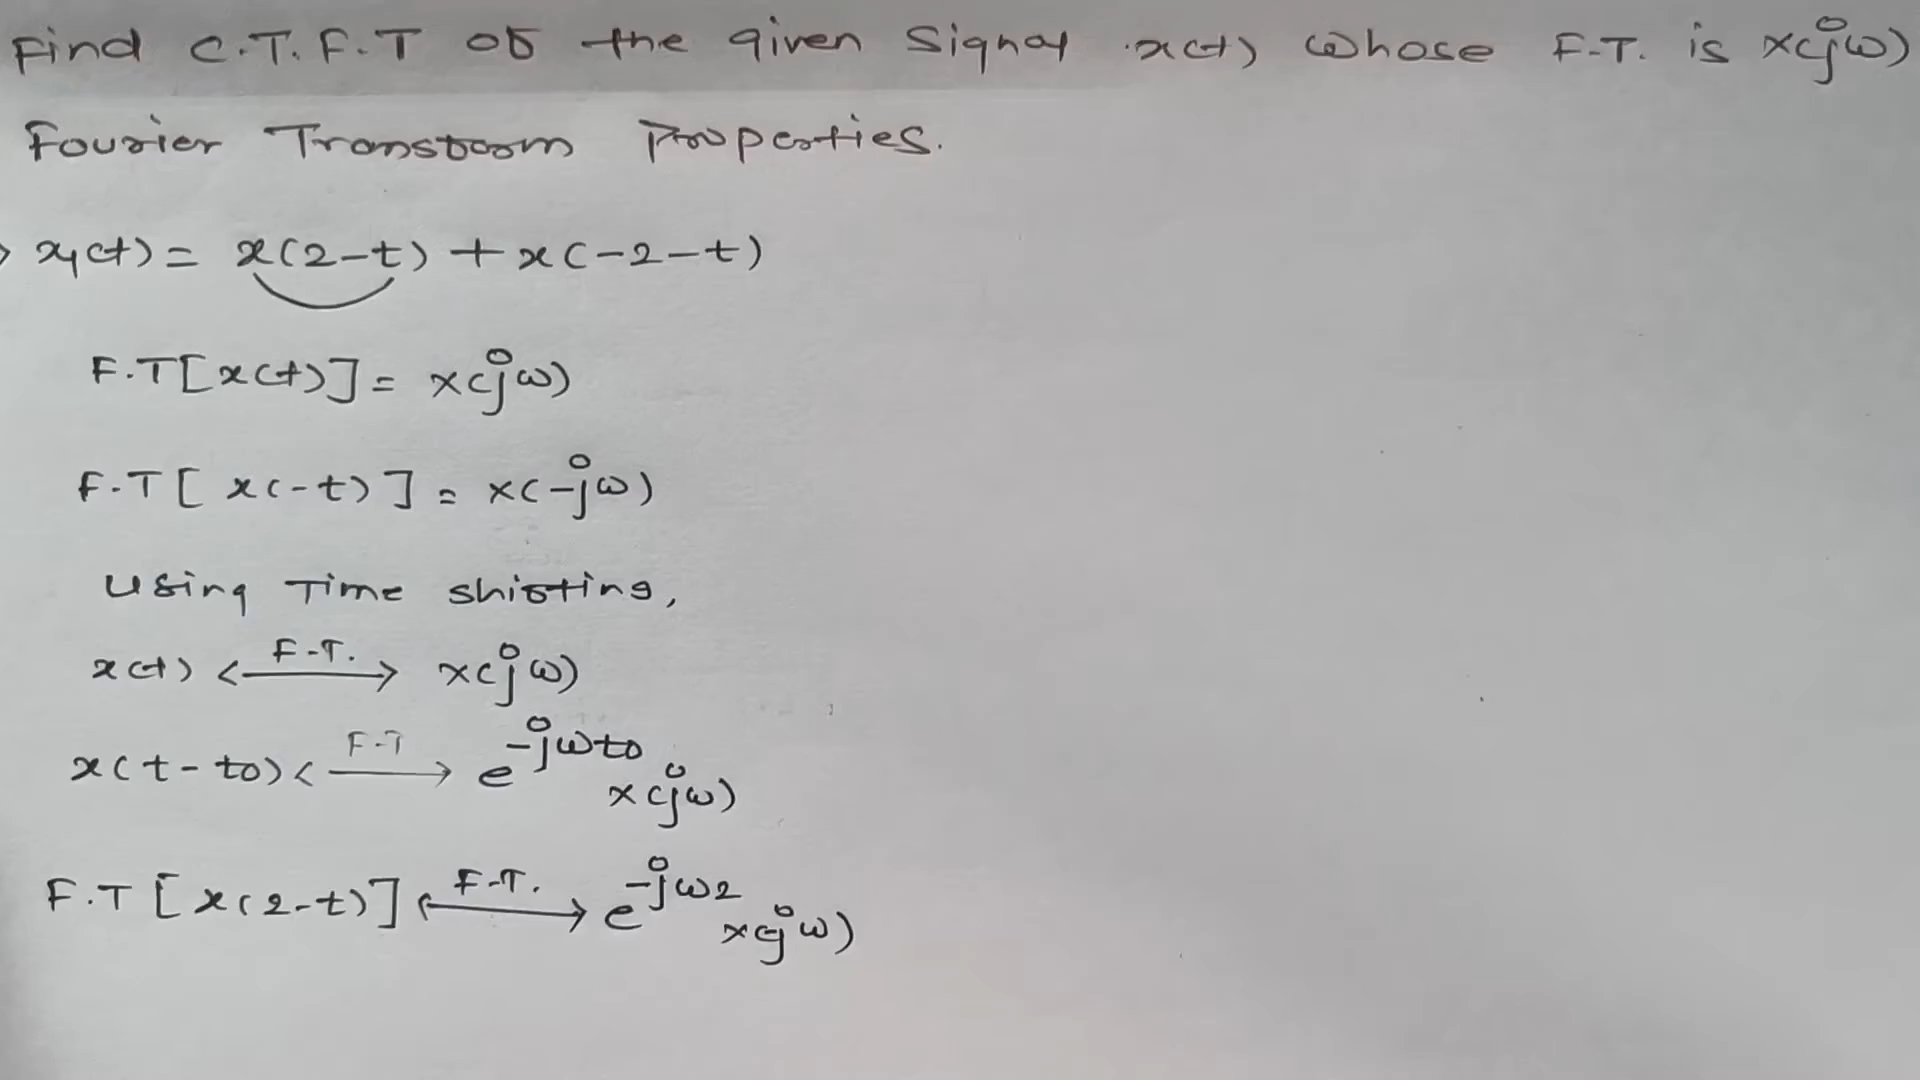 Find C.T.F.T of the given Signal x(t) whose F.T. is x(jω)
Fourier Transform Properties.
x₁(t) = x(2-t) + x(-2-t)
F.T[x(t)] = x(jω)
F.T[x(-t)] = x(-jω)
Using Time shifting,
x(t) <--F.T.--> x(jω)
x(t-to) <--F.T--> e^-jωto x(jω)
F.T[x(2-t)] <--F.T.--> e^-jω2 x(jω)